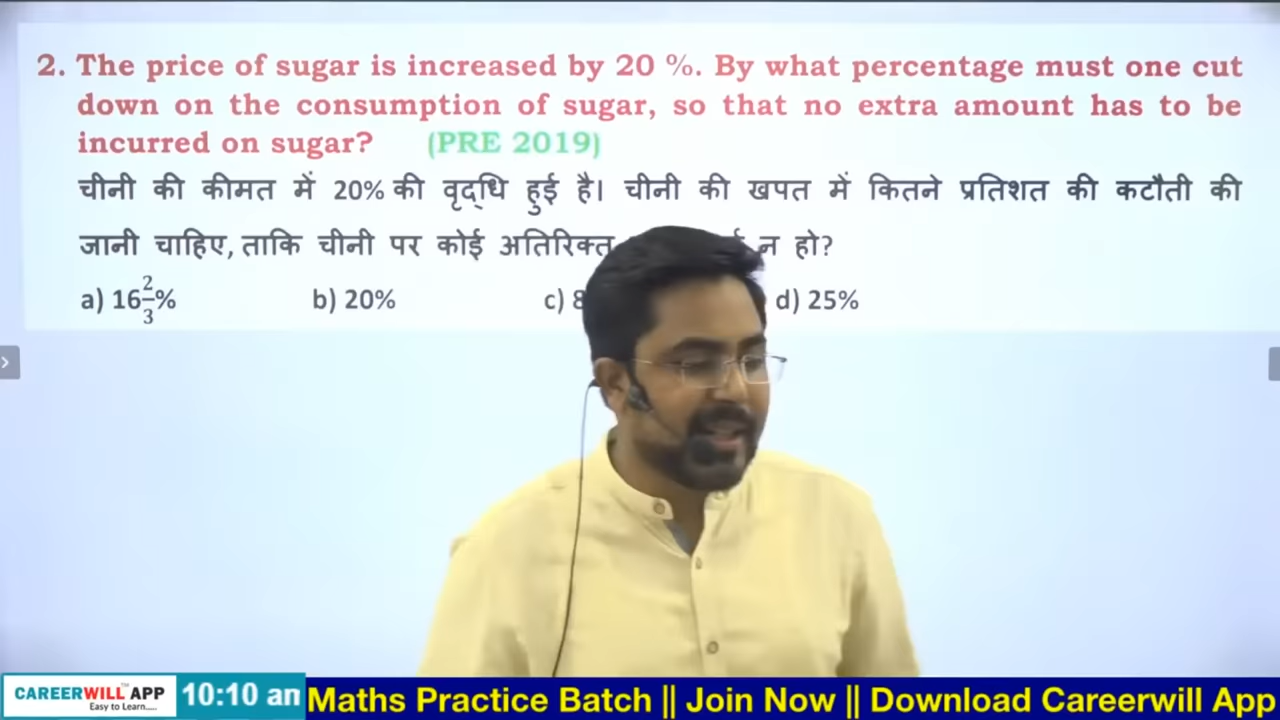 2. The price of sugar is increased by 20 %. By what percentage must one cut
down on the consumption of sugar, so that no extra amount has to be
incurred on sugar? (PRE 2019)
चीनी की कीमत में 20% की वृद्धि हुई है। चीनी की खपत में कितने प्रतिशत की कटौती की
जानी चाहिए, ताकि चीनी पर कोई अतिरिक्त न हो?
a) 16 2/3% b) 20% c) 8 d) 25%
CAREERWILL APP
Easy to Learn.....
10:10 am
Maths Practice Batch || Join Now || Download Careerwill App